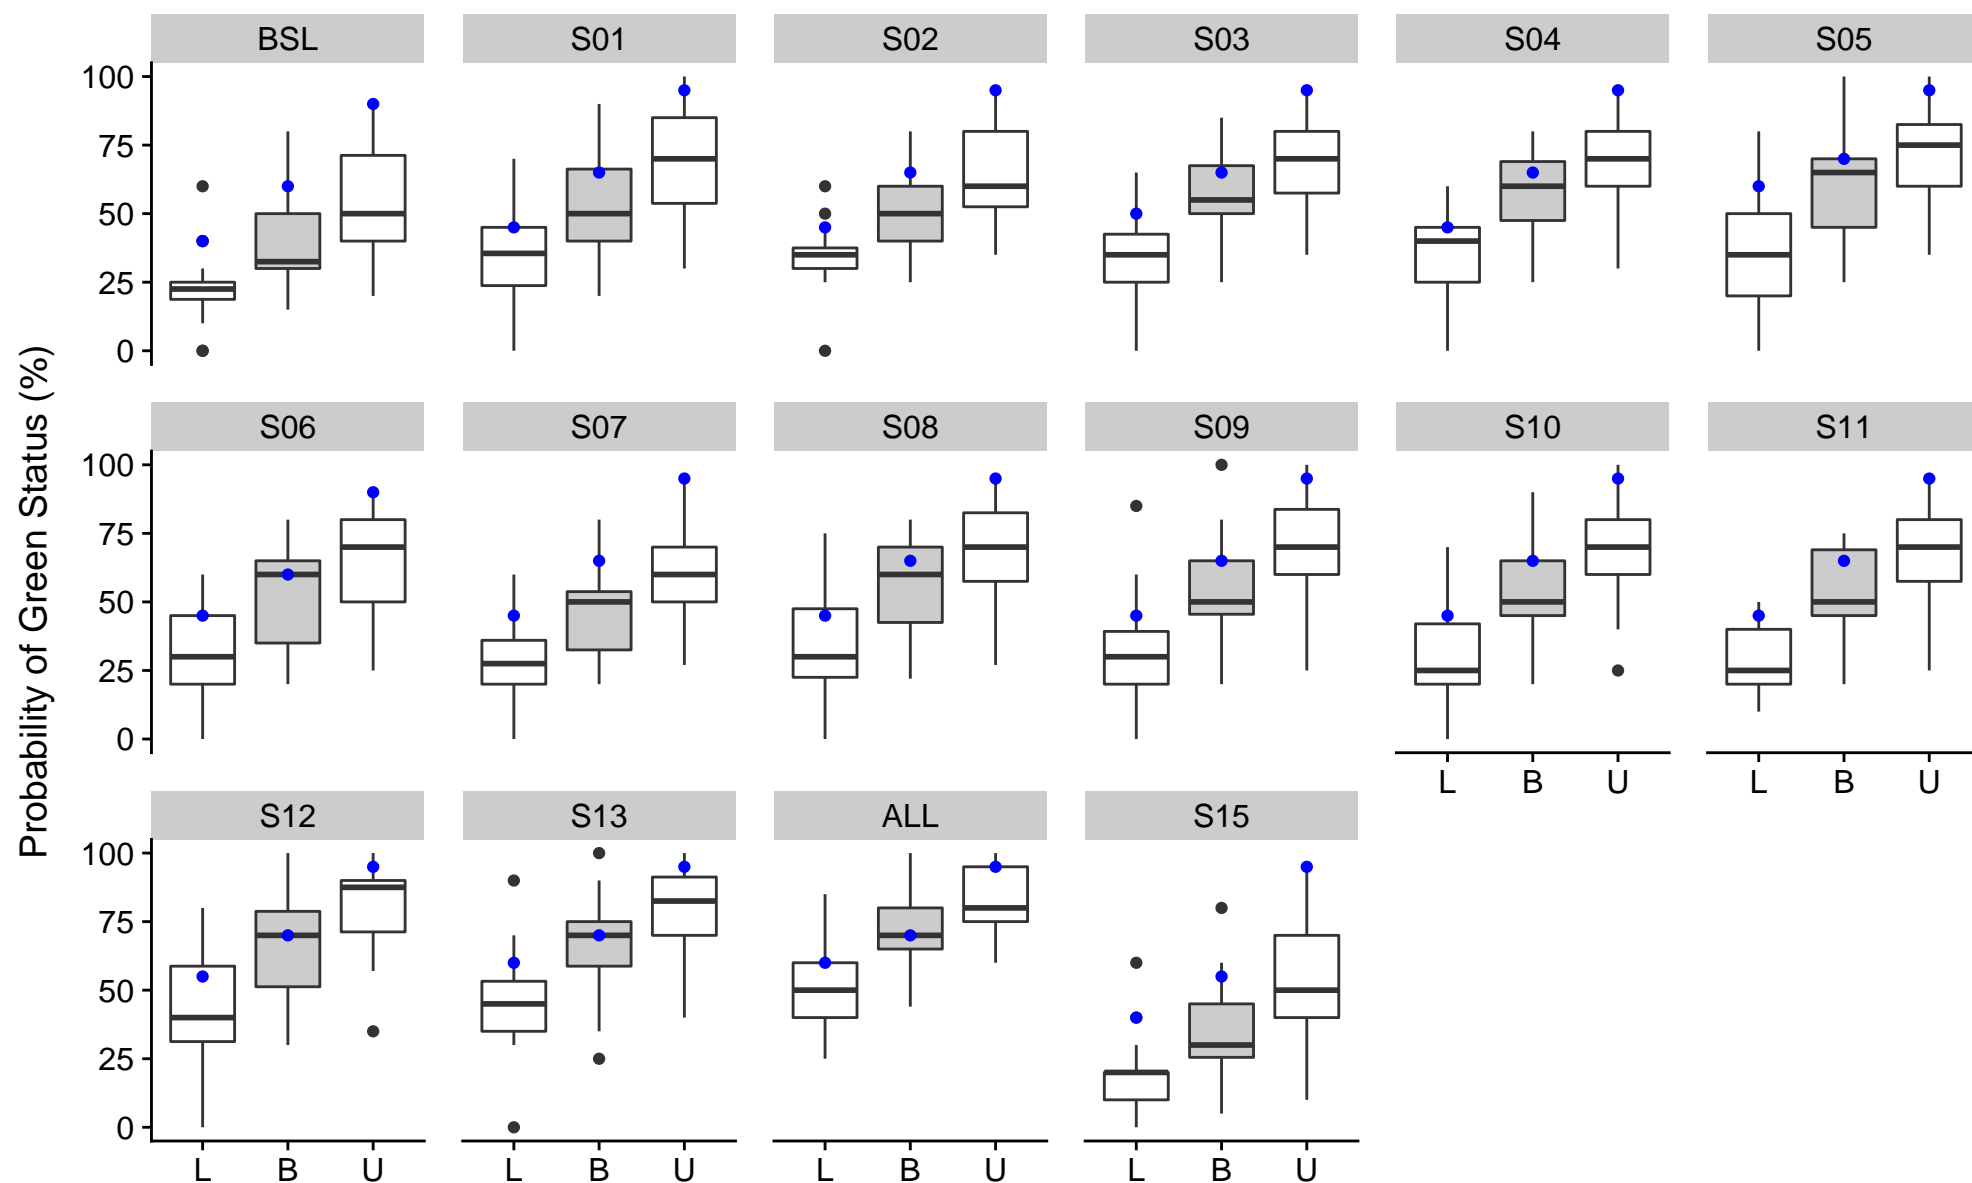 BSL S01 S02 S03 S04 S05
100
75
50
25
0
Probability of Green Status (%)
S06 S07 S08 S09 S10 S11
100
75
50
25
0
L B U L B U
S12 S13 ALL S15
100
75
50
25
0
L B U L B U L B U L B U